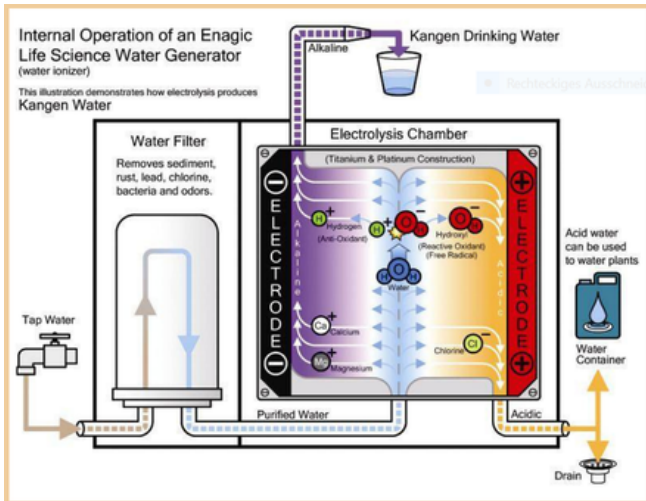 Internal Operation of an Enagic
Life Science Water Generator
(water ionizer)
This illustration demonstrates how electrolysis produces
Kangen Water
Alkaline
Kangen Drinking Water
Rechteckiges Ausschneid
Water Filter
Removes sediment,
rust, lead, chlorine,
bacteria and odors.
Electrolysis Chamber
(Titanium & Platinum Construction)
ELECTRODE
Alkaline
H +
Hydrogen
(Anti-Oxidant)
H + O H −
O H −
Hydroxyl
(Reactive Oxidant)
(Free Radical)
H O H
Water
Ca +
Calcium
Mg +
Magnesium
Cl −
Chlorine
Acidic
ELECTRODE
Acid water
can be used
to water plants
Water
Container
Tap Water
Purified Water
Acidic
Drain